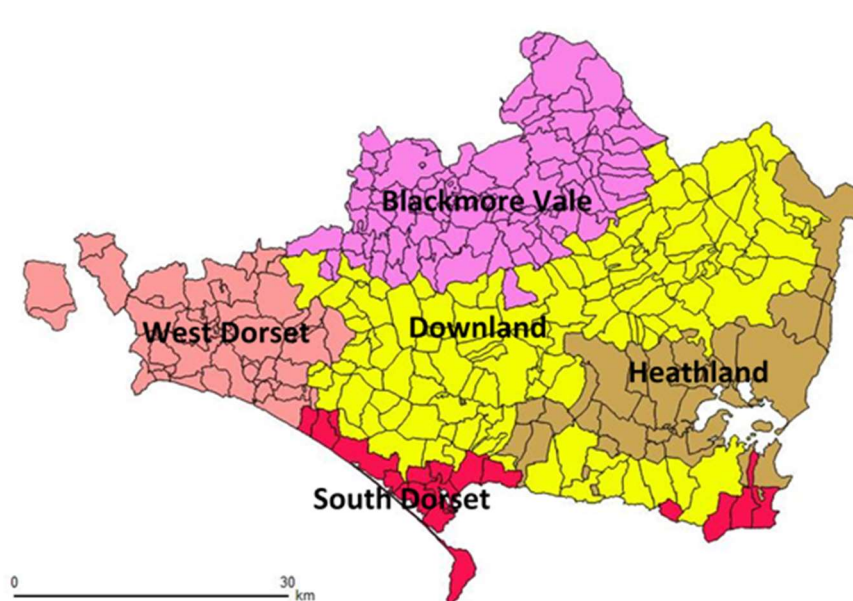 Blackmore Vale
West Dorset
Downland
Heathland
South Dorset
0
30
km